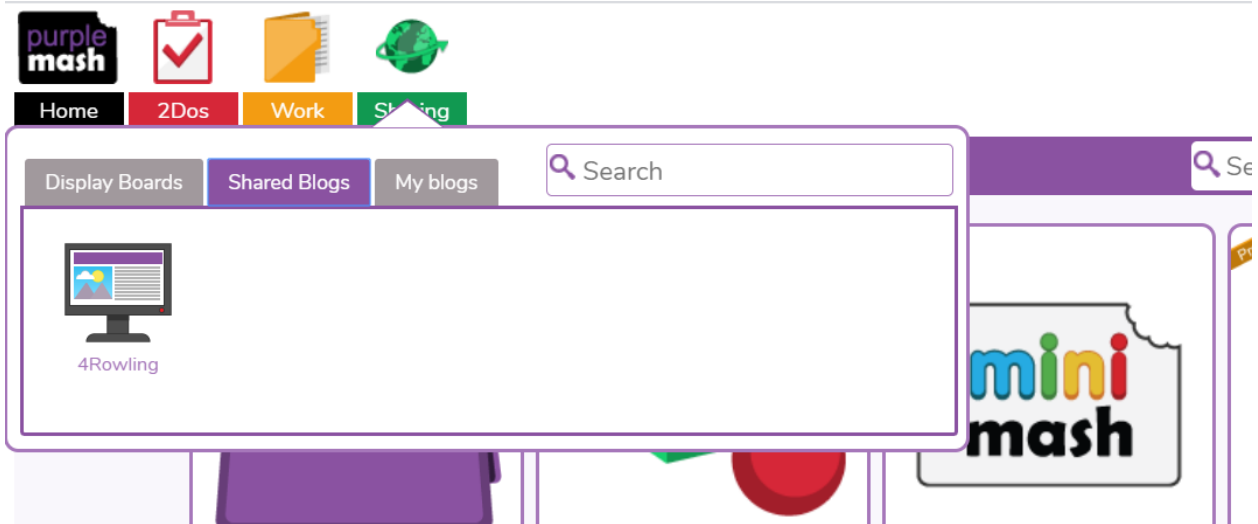 purple
mash
Home
2Dos
Work
Display Boards
Shared Blogs
My blogs
Search
4Rowling
mini
mash